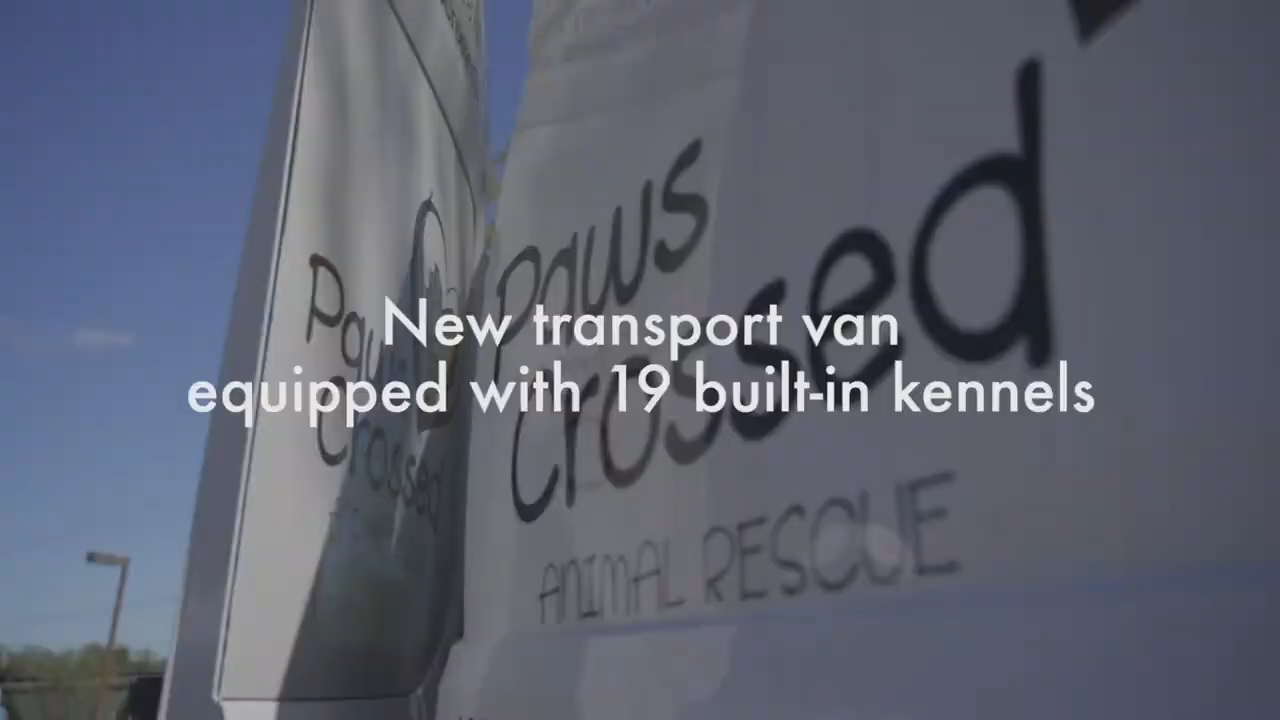 New transport van
equipped with 19 built-in kennels
Paws
Crossed
Paws
Crossed
ANIMAL RESCUE